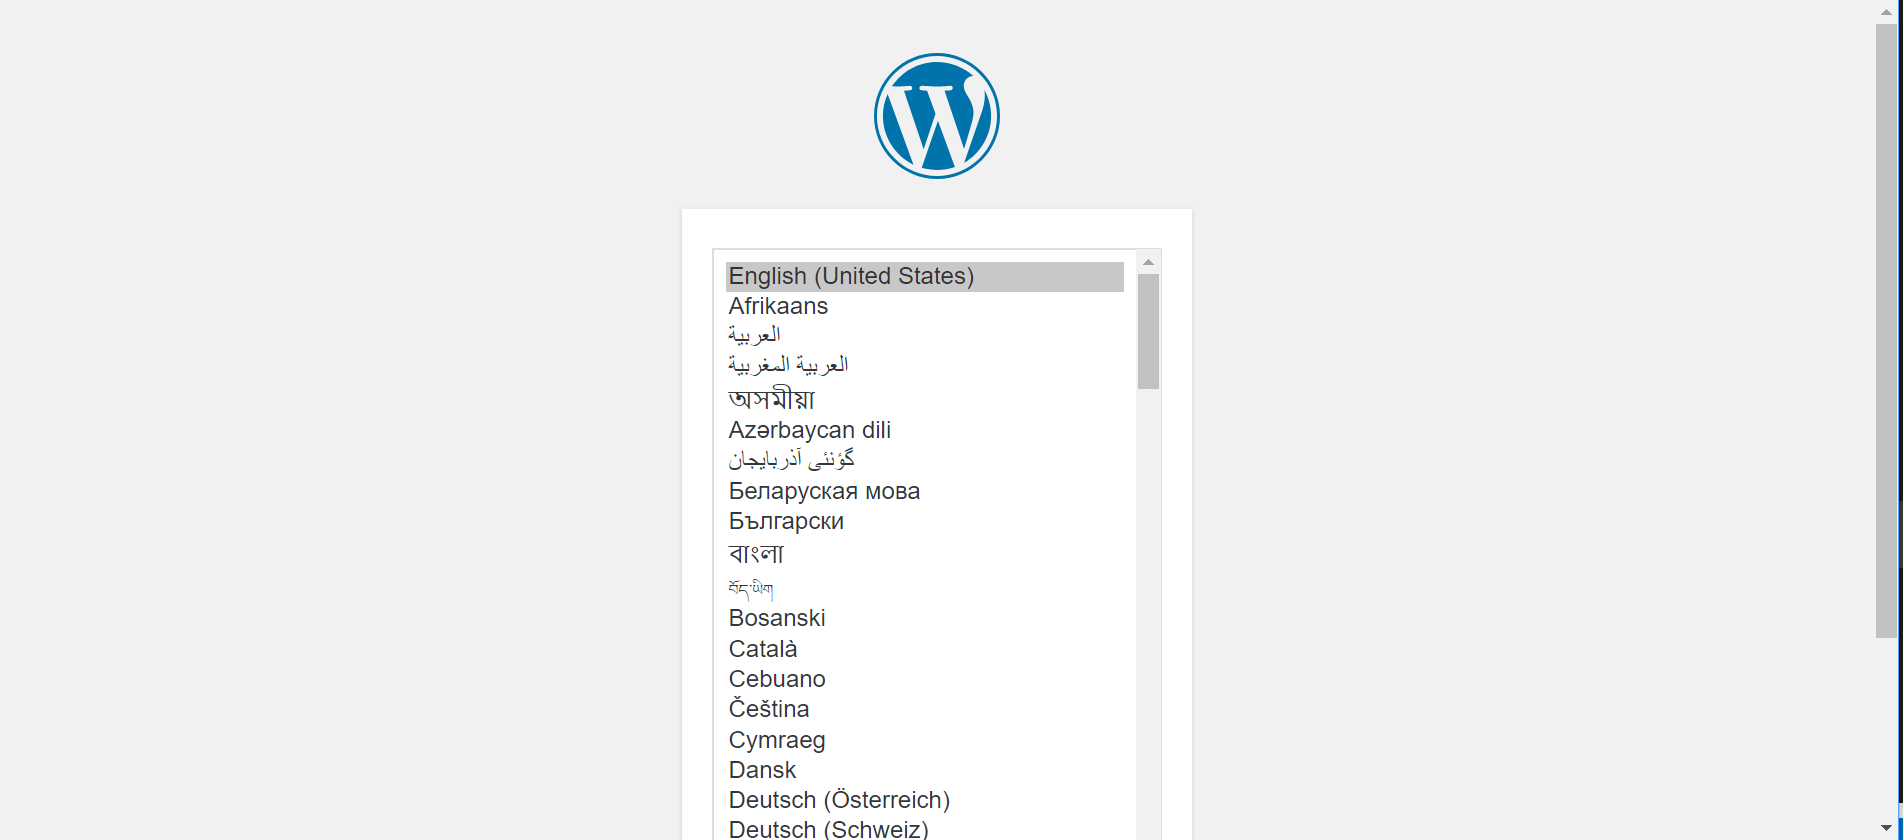 English (United States)
Afrikaans
العربية
العربية المغربية
অসমীয়া
Azərbaycan dili
گؤنئی آذربایجان
Беларуская мова
Български
বাংলা
བོད་ཡིག
Bosanski
Català
Cebuano
Čeština
Cymraeg
Dansk
Deutsch (Österreich)
Deutsch (Schweiz)